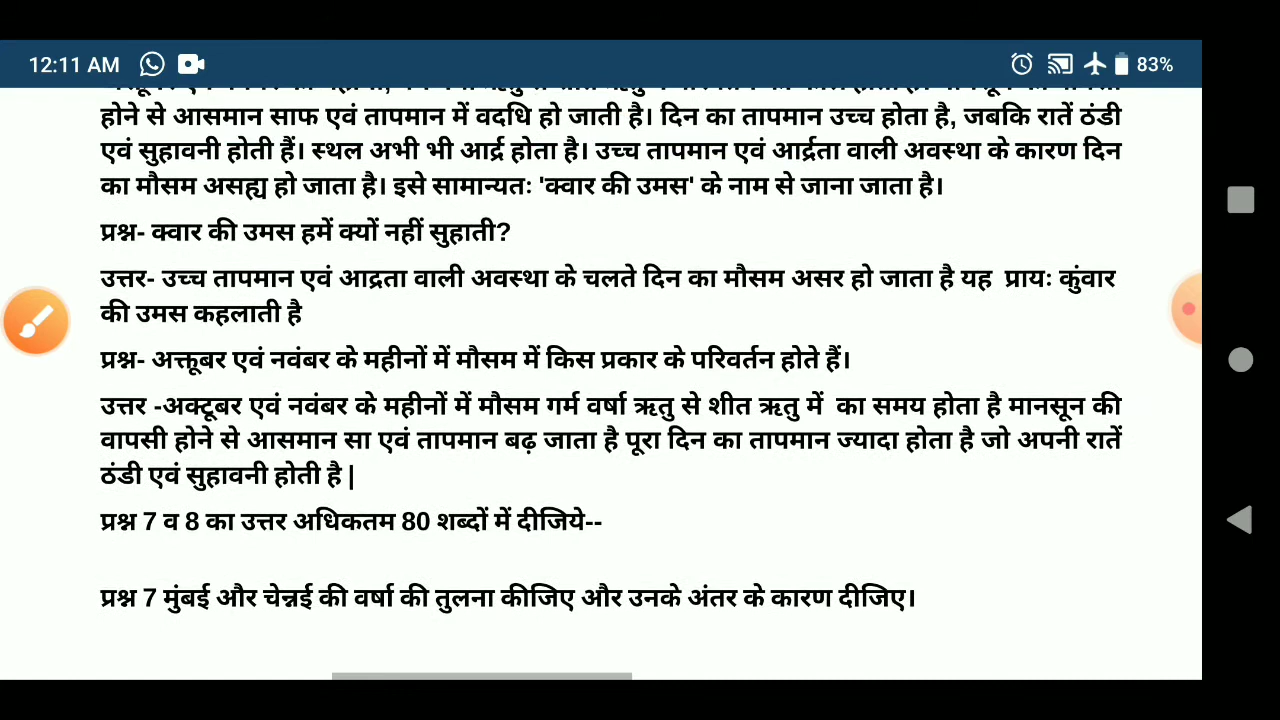 12:11 AM 83%
होने से आसमान साफ एवं तापमान में वदधि हो जाती है। दिन का तापमान उच्च होता है, जबकि रातें ठंडी
एवं सुहावनी होती हैं। स्थल अभी भी आर्द्र होता है। उच्च तापमान एवं आर्द्रता वाली अवस्था के कारण दिन
का मौसम असह्य हो जाता है। इसे सामान्यतः 'क्वार की उमस' के नाम से जाना जाता है।
प्रश्न- क्वार की उमस हमें क्यों नहीं सुहाती?
उत्तर- उच्च तापमान एवं आद्रता वाली अवस्था के चलते दिन का मौसम असर हो जाता है यह प्रायः कुंवार
की उमस कहलाती है
प्रश्न- अक्तूबर एवं नवंबर के महीनों में मौसम में किस प्रकार के परिवर्तन होते हैं।
उत्तर -अक्टूबर एवं नवंबर के महीनों में मौसम गर्म वर्षा ऋतु से शीत ऋतु में का समय होता है मानसून की
वापसी होने से आसमान सा एवं तापमान बढ़ जाता है पूरा दिन का तापमान ज्यादा होता है जो अपनी रातें
ठंडी एवं सुहावनी होती है |
प्रश्न 7 व 8 का उत्तर अधिकतम 80 शब्दों में दीजिये--
प्रश्न 7 मुंबई और चेन्नई की वर्षा की तुलना कीजिए और उनके अंतर के कारण दीजिए।